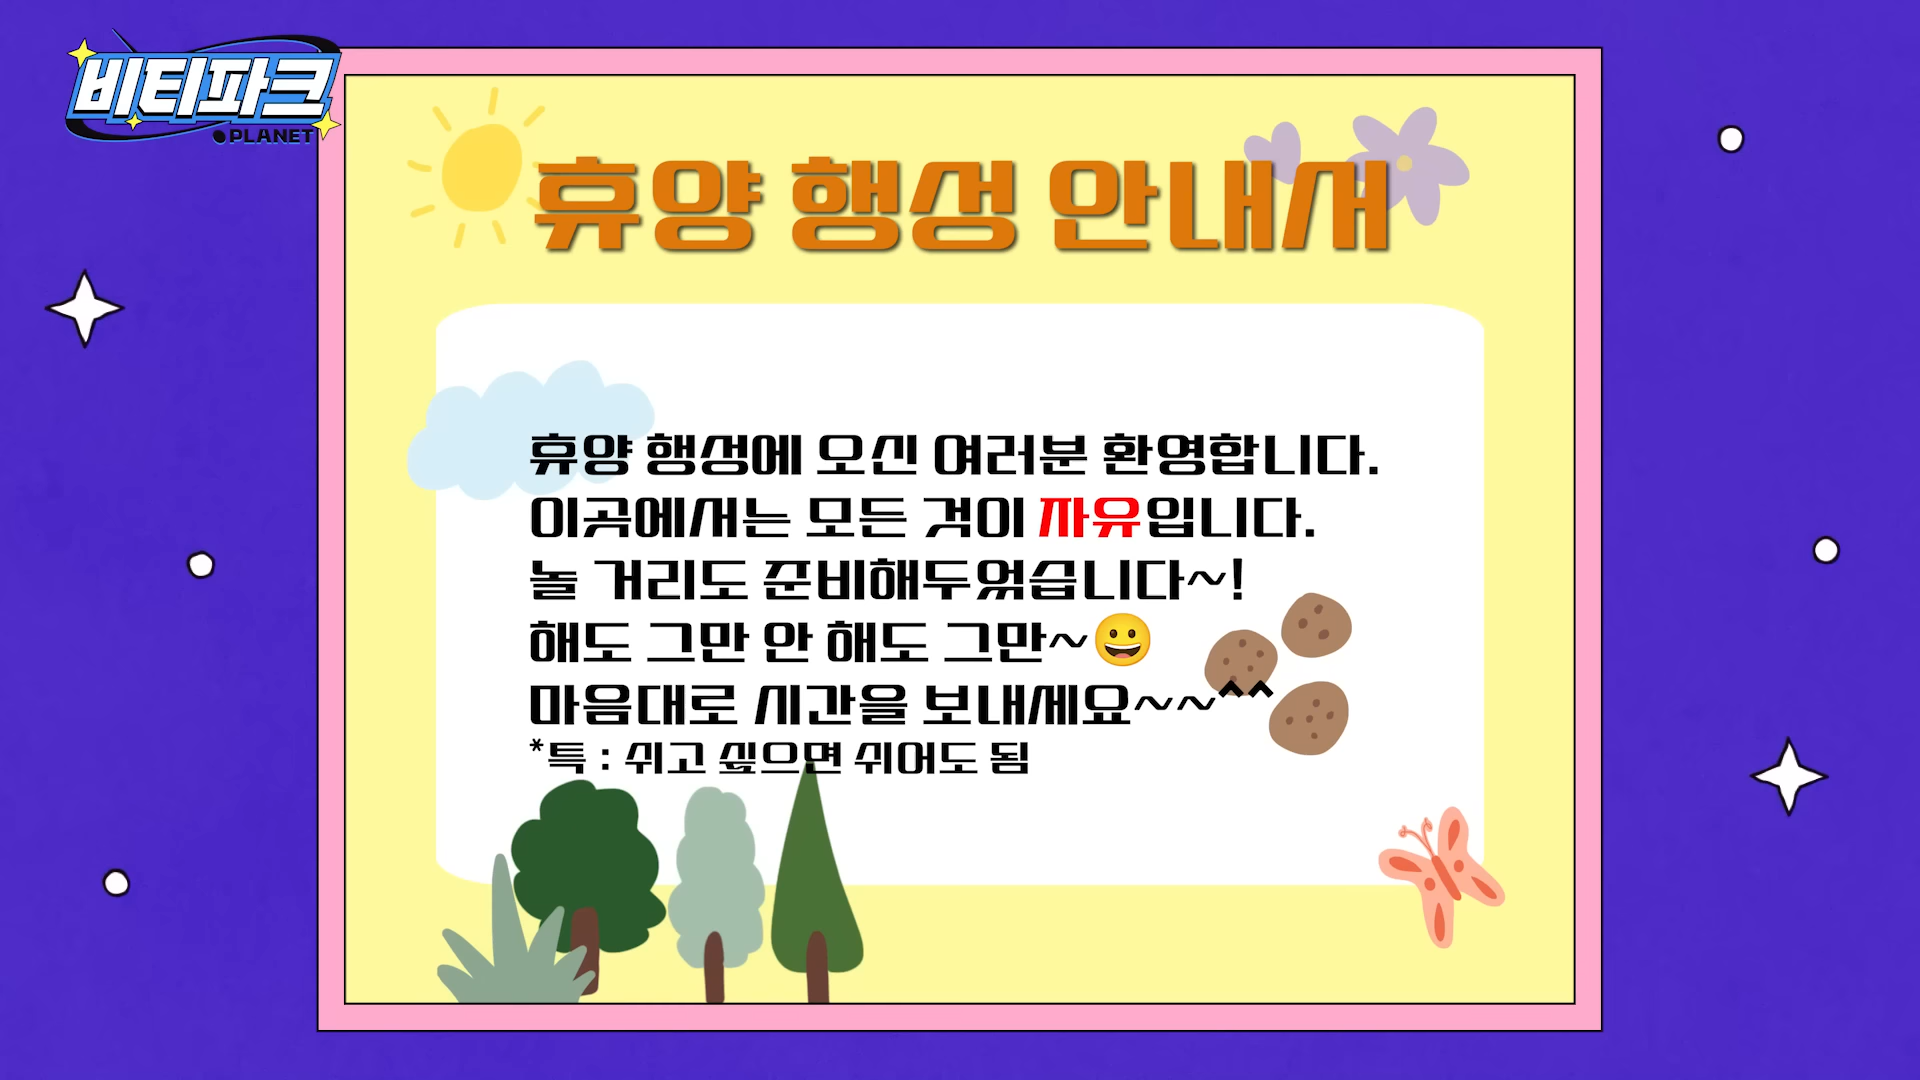 비티파크
PLANET
휴양 행성 안내서
휴양 행성에 오신 여러분 환영합니다.
이곳에서는 모든 것이 자유입니다.
놀 거리도 준비해두었습니다~!
해도 그만 안 해도 그만~😀
마음대로 시간을 보내세요~~^^
*특 : 쉬고 싶으면 쉬어도 됨